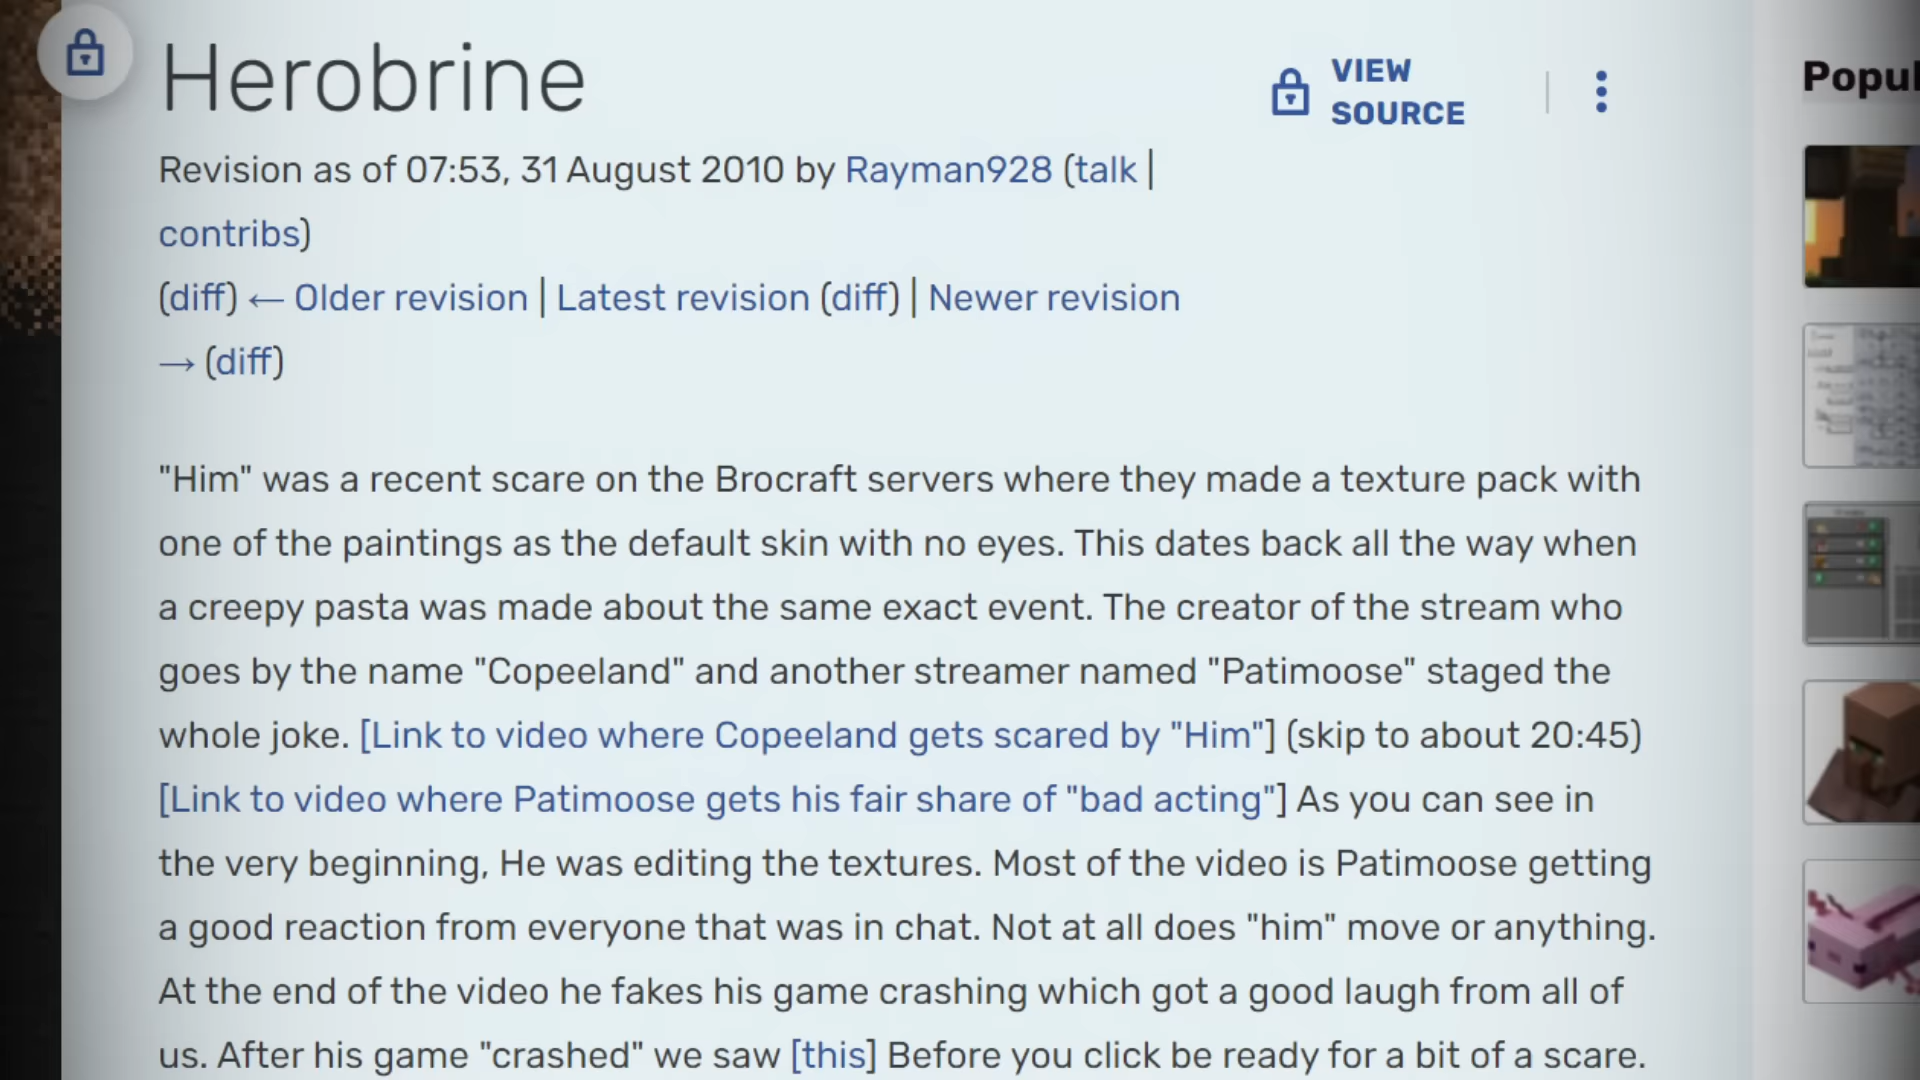 Herobrine
VIEW
SOURCE
Popul
Revision as of 07:53, 31 August 2010 by Rayman928 (talk |
contribs)
(diff) ← Older revision | Latest revision (diff) | Newer revision
→ (diff)
"Him" was a recent scare on the Brocraft servers where they made a texture pack with
one of the paintings as the default skin with no eyes. This dates back all the way when
a creepy pasta was made about the same exact event. The creator of the stream who
goes by the name "Copeeland" and another streamer named "Patimoose" staged the
whole joke. [Link to video where Copeeland gets scared by "Him"] (skip to about 20:45)
[Link to video where Patimoose gets his fair share of "bad acting"] As you can see in
the very beginning, He was editing the textures. Most of the video is Patimoose getting
a good reaction from everyone that was in chat. Not at all does "him" move or anything.
At the end of the video he fakes his game crashing which got a good laugh from all of
us. After his game "crashed" we saw [this] Before you click be ready for a bit of a scare.